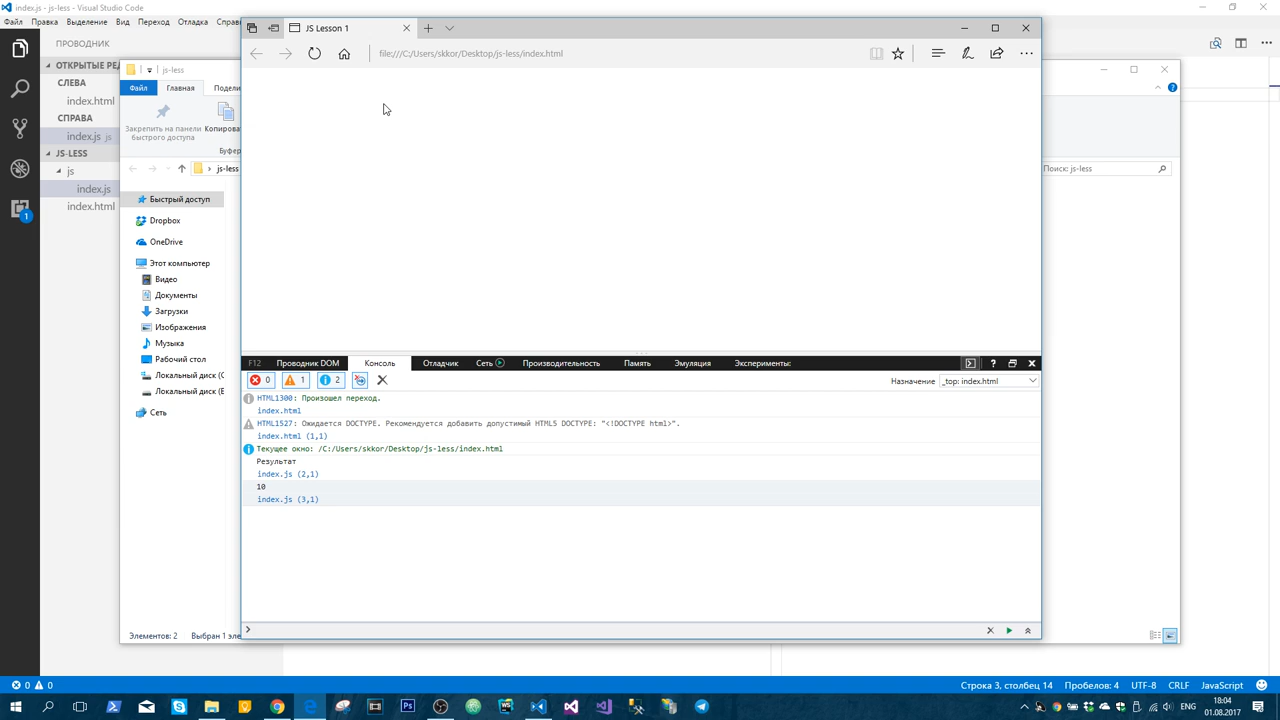 index.js - js-less - Visual Studio Code
Файл Правка Выделение Вид Переход Отладка
ПРОВОДНИК
СЛЕВА
index.html
СПРАВА
index.js js
JS-LESS
js
index.js
index.html
1
js-less
Файл Главная
Закрепить на панели быстрого доступа
js-less
Поиск: js-less
Быстрый доступ
Dropbox
OneDrive
Этот компьютер
Видео
Документы
Загрузки
Изображения
Музыка
Рабочий стол
Локальный диск (C
Локальный диск (E
Сеть
Элементов: 2 Выбран 1 эле
JS Lesson 1
file:///C:/Users/skkor/Desktop/js-less/index.html
F12 Проводник DOM Консоль Отладчик Сеть Производительность Память Эмуляция Эксперименты:
0 1 2
Назначение _top: index.html
HTML1300: Произошел переход.
index.html
HTML1527: Ожидается DOCTYPE. Рекомендуется добавить допустимый HTML5 DOCTYPE: "<!DOCTYPE html>".
index.html (1,1)
Текущее окно: /C:/Users/skkor/Desktop/js-less/index.html
Результат
index.js (2,1)
10
index.js (3,1)
0 0
Строка 3, столбец 14 Пробелов: 4 UTF-8 CRLF JavaScript
ENG
18:04
01.08.2017